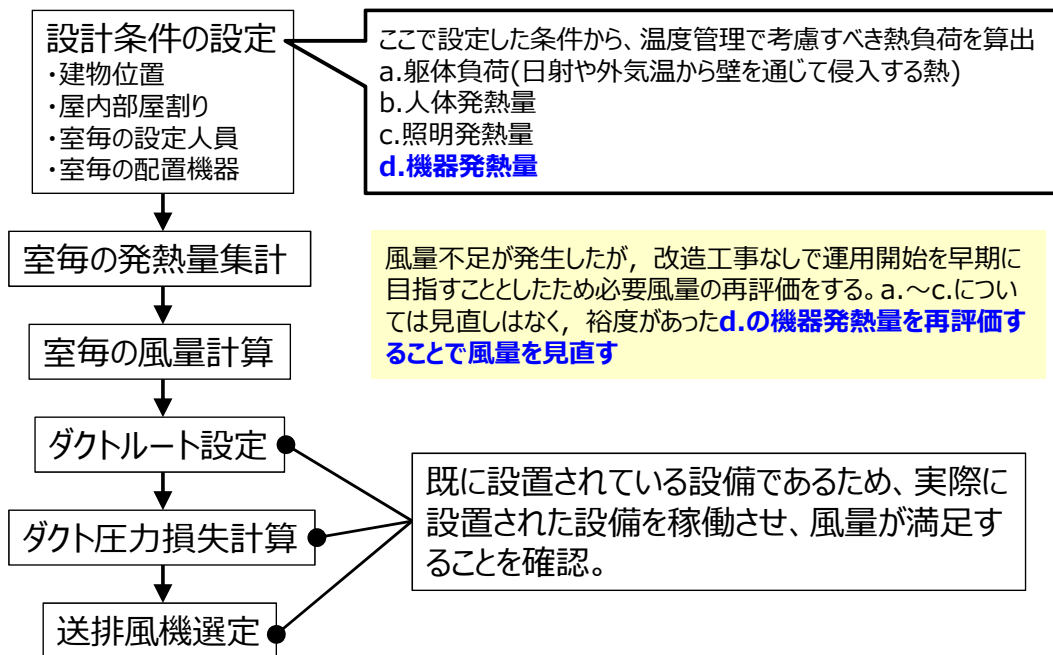 設計条件の設定
・建物位置
・屋内部屋割り
・室毎の設定人員
・室毎の配置機器
ここで設定した条件から、温度管理で考慮すべき熱負荷を算出
a.躯体負荷(日射や外気温から壁を通じて侵入する熱)
b.人体発熱量
c.照明発熱量
d.機器発熱量
室毎の発熱量集計
風量不足が発生したが，改造工事なしで運用開始を早期に
目指すこととしたため必要風量の再評価をする。a.～c.につい
ては見直しはなく，裕度があったd.の機器発熱量を再評価す
ることで風量を見直す
室毎の風量計算
ダクトルート設定
既に設置されている設備であるため、実際に
設置された設備を稼働させ、風量が満足す
ることを確認。
ダクト圧力損失計算
送排風機選定